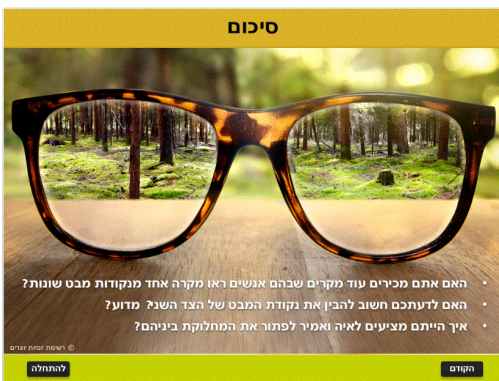 סיכום
האם אתם מכירים עוד מקרים שבהם אנשים ראו מקרה אחד מנקודות מבט שונות?
האם לדעתכם חשוב להבין את נקודת המבט של הצד השני? מדוע?
איך הייתם מציעים לאיה ואמיר לפתור את המחלוקת ביניהם?
© רשימת זכויות יוצרים
הקודם
להתחלה